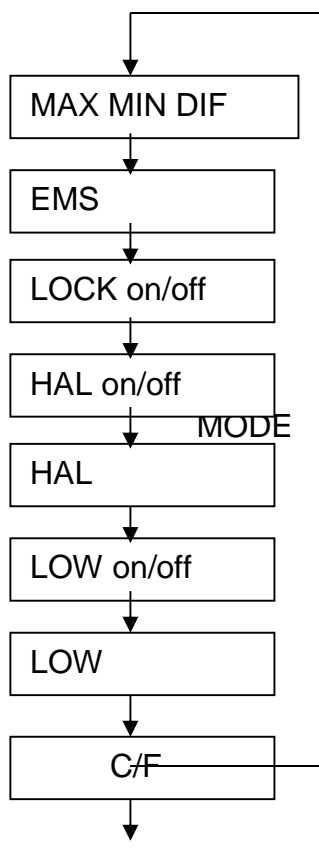 MAX MIN DIF
EMS
LOCK on/off
HAL on/off
MODE
HAL
LOW on/off
LOW
C/F